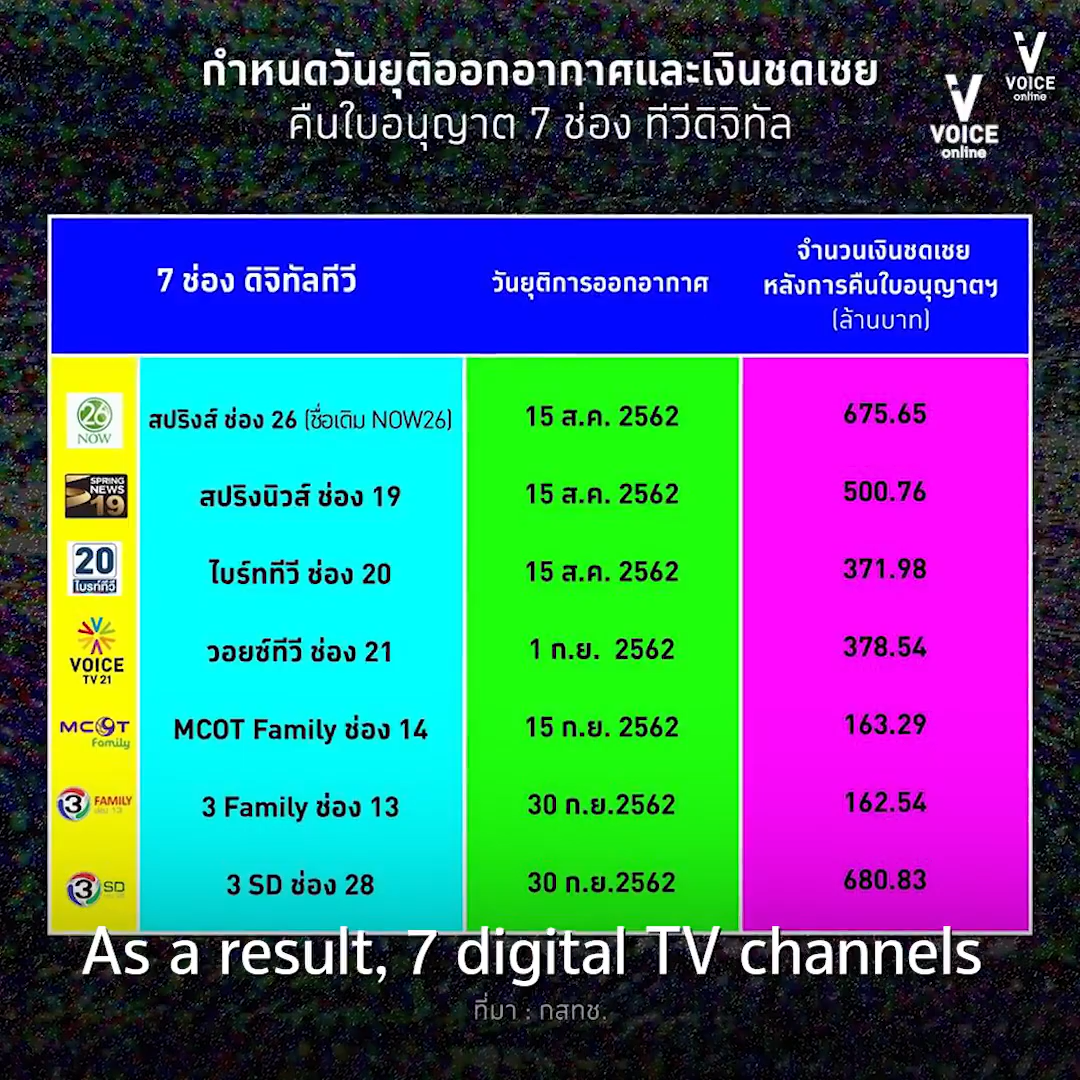 กำหนดวันยุติออกอากาศและเงินชดเชย
คืนใบอนุญาต 7 ช่อง ทีวีดิจิทัล
VOICE
online
VOICE
online
7 ช่อง ดิจิทัลทีวี
วันยุติการออกอากาศ
จำนวนเงินชดเชย
หลังการคืนใบอนุญาตฯ
(ล้านบาท)
26
NOW
สปริงส์ ช่อง 26 (ชื่อเดิม NOW26)
15 ส.ค. 2562
675.65
SPRING
NEWS
19
สปริงนิวส์ ช่อง 19
15 ส.ค. 2562
500.76
20
ไบรท์ทีวี
ไบร์ททีวี ช่อง 20
15 ส.ค. 2562
371.98
VOICE
TV 21
วอยซ์ทีวี ช่อง 21
1 ก.ย. 2562
378.54
MCOT
Family
MCOT Family ช่อง 14
15 ก.ย. 2562
163.29
3 FAMILY
ช่อง 13
3 Family ช่อง 13
30 ก.ย.2562
162.54
3 SD
3 SD ช่อง 28
30 ก.ย.2562
680.83
As a result, 7 digital TV channels
ที่มา : กสทช.